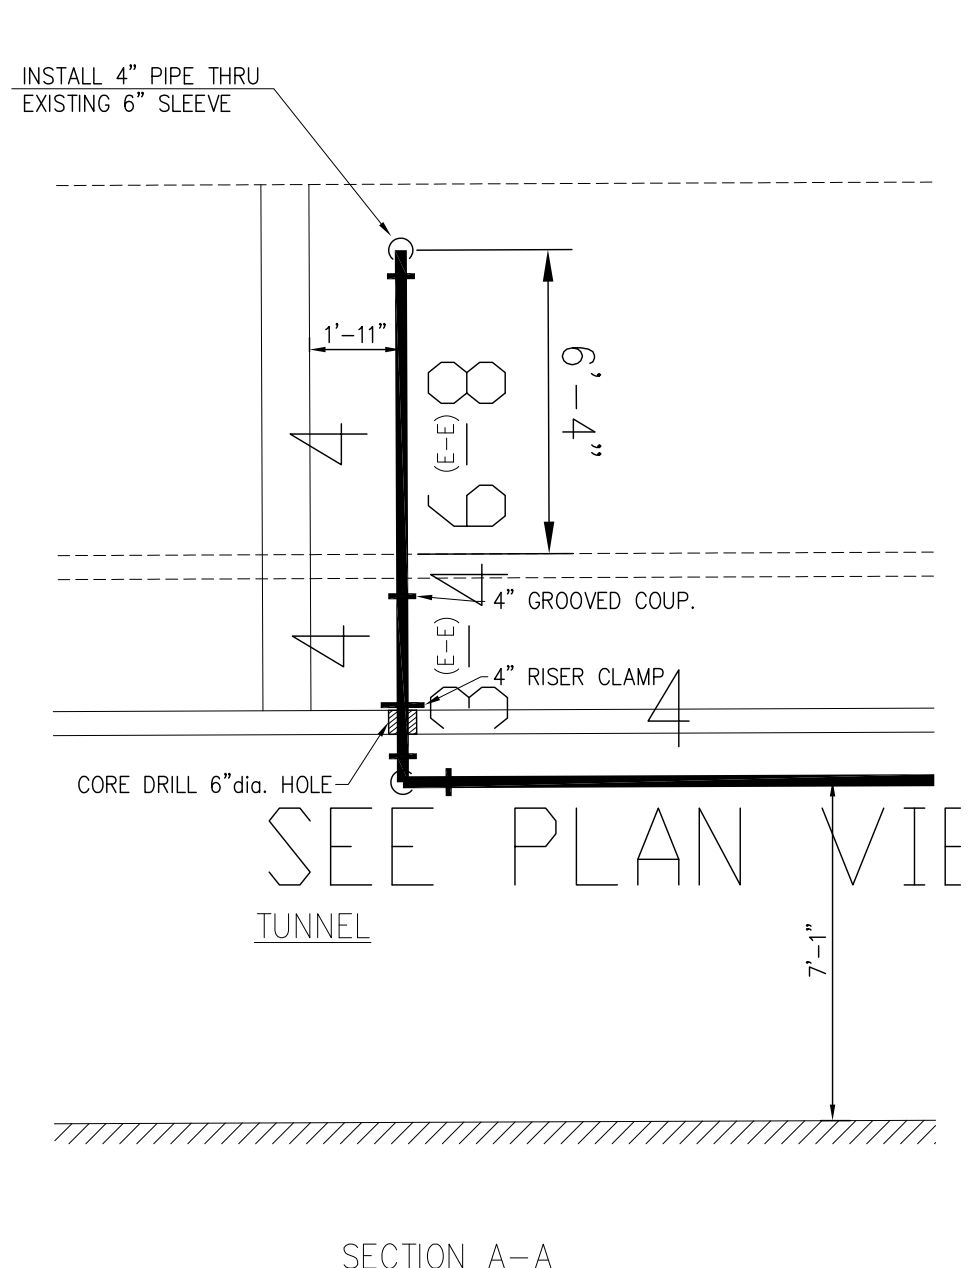 INSTALL 4" PIPE THRU
EXISTING 6" SLEEVE
1'-11"
6'-4"
8
(E-E)
6
4
4
4
4" GROOVED COUP.
(E-E)
4" RISER CLAMP
3
4
CORE DRILL 6"dia. HOLE
SEE PLAN VIE
TUNNEL
7'-1"
SECTION A-A